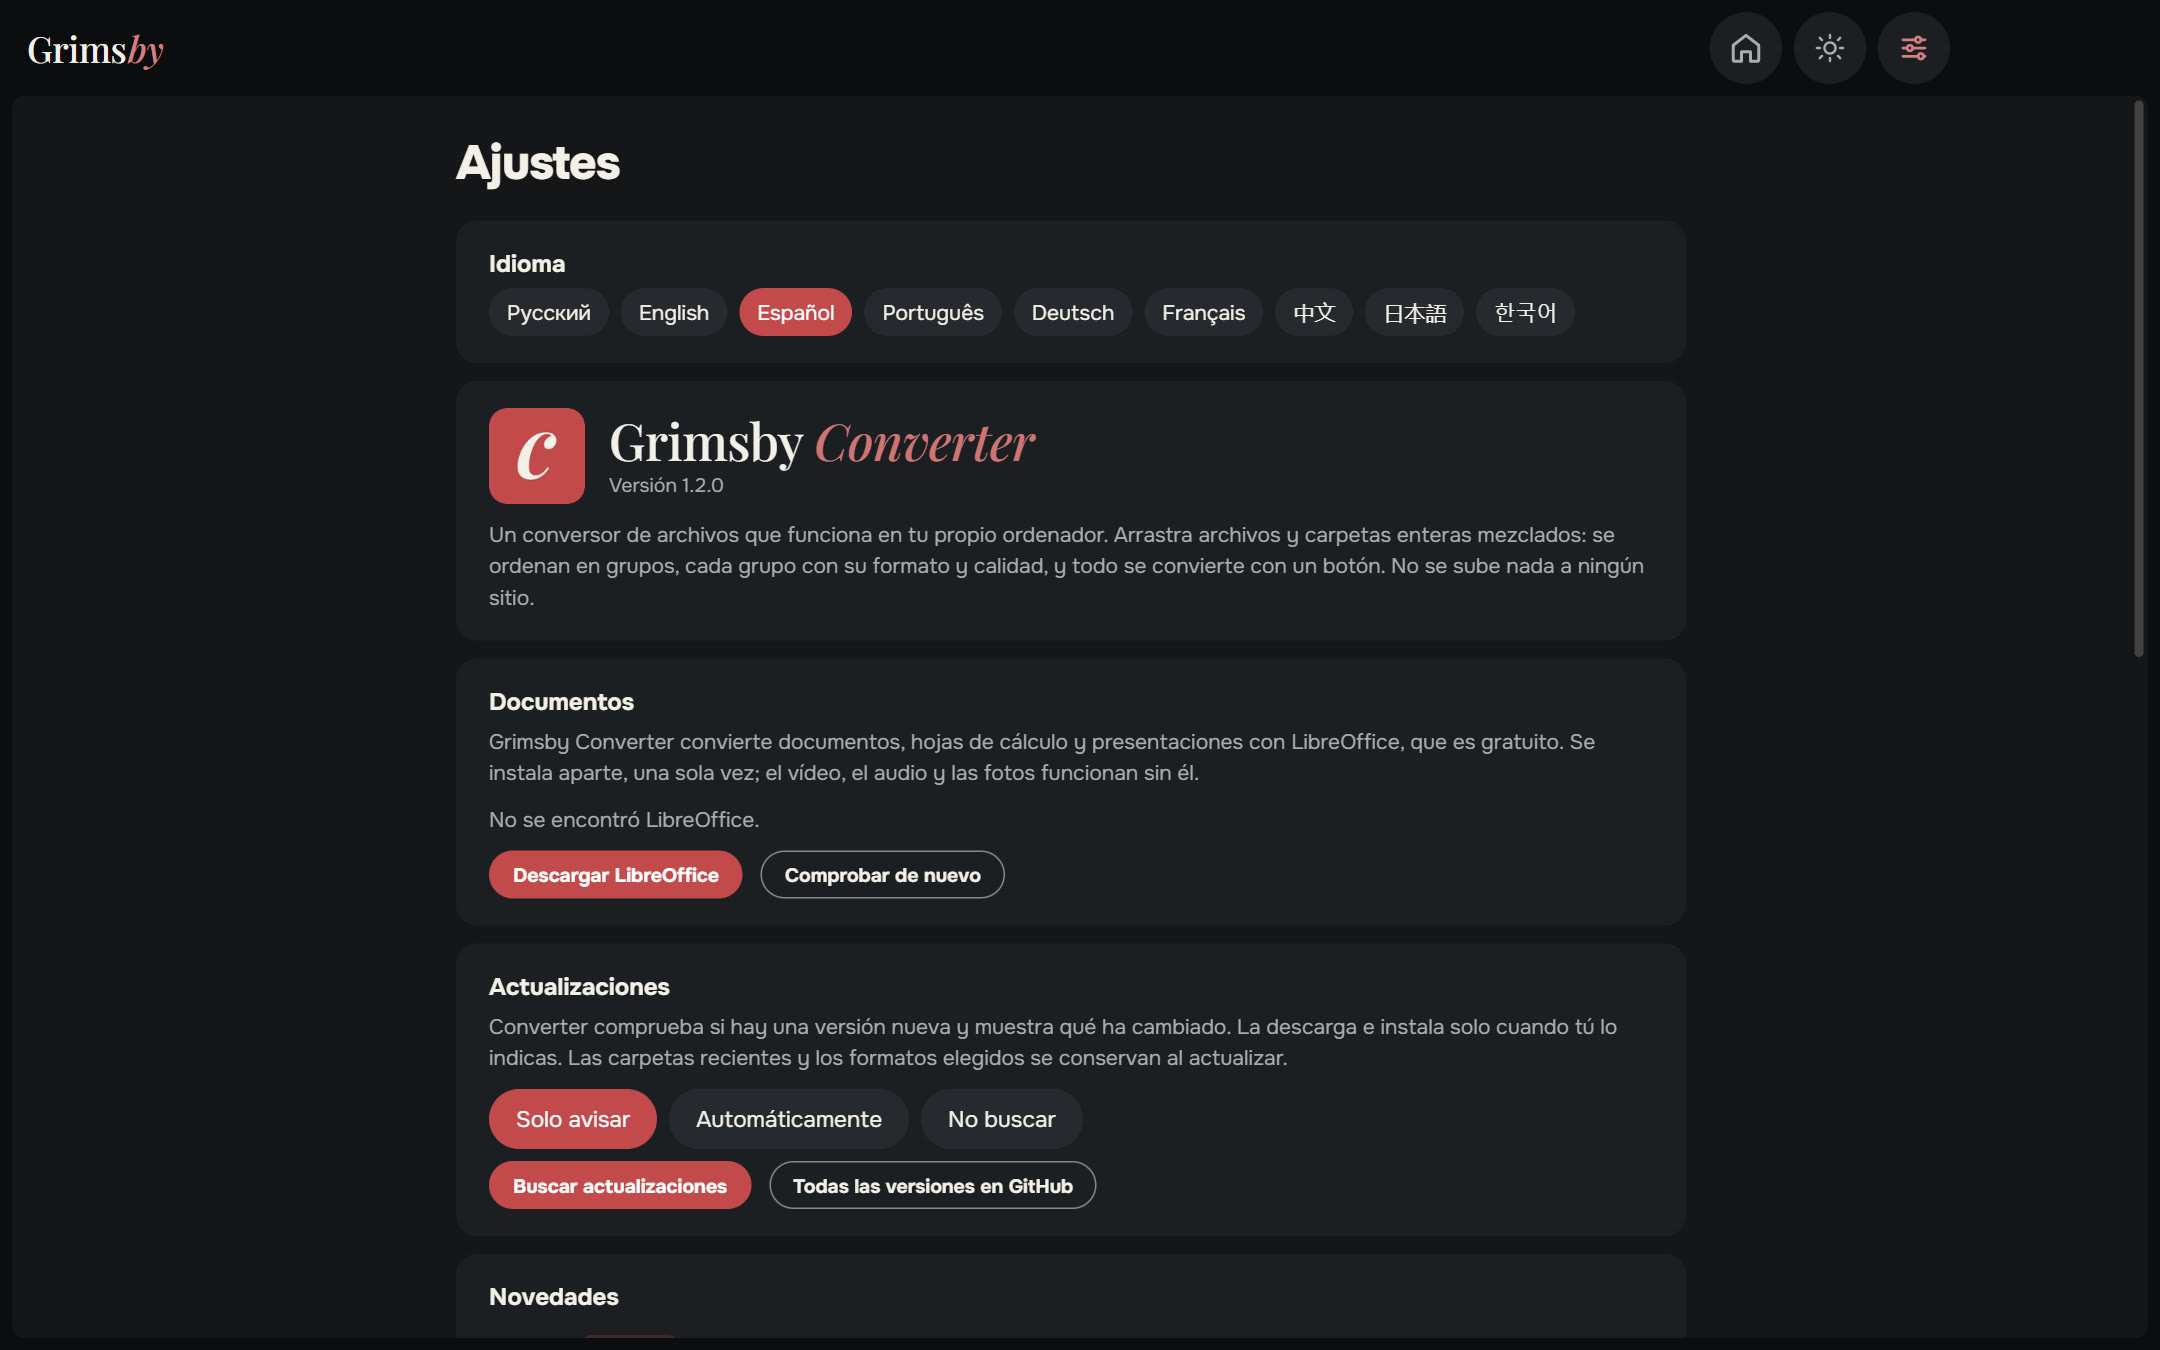 Grimsby
Ajustes
Idioma
Русский English Español Português Deutsch Français 中文 日本語 한국어
C
Grimsby Converter
Versión 1.2.0
Un conversor de archivos que funciona en tu propio ordenador. Arrastra archivos y carpetas enteras mezclados: se
ordenan en grupos, cada grupo con su formato y calidad, y todo se convierte con un botón. No se sube nada a ningún
sitio.
Documentos
Grimsby Converter convierte documentos, hojas de cálculo y presentaciones con LibreOffice, que es gratuito. Se
instala aparte, una sola vez; el vídeo, el audio y las fotos funcionan sin él.
No se encontró LibreOffice.
Descargar LibreOffice Comprobar de nuevo
Actualizaciones
Converter comprueba si hay una versión nueva y muestra qué ha cambiado. La descarga e instala solo cuando tú lo
indicas. Las carpetas recientes y los formatos elegidos se conservan al actualizar.
Solo avisar Automáticamente No buscar
Buscar actualizaciones Todas las versiones en GitHub
Novedades